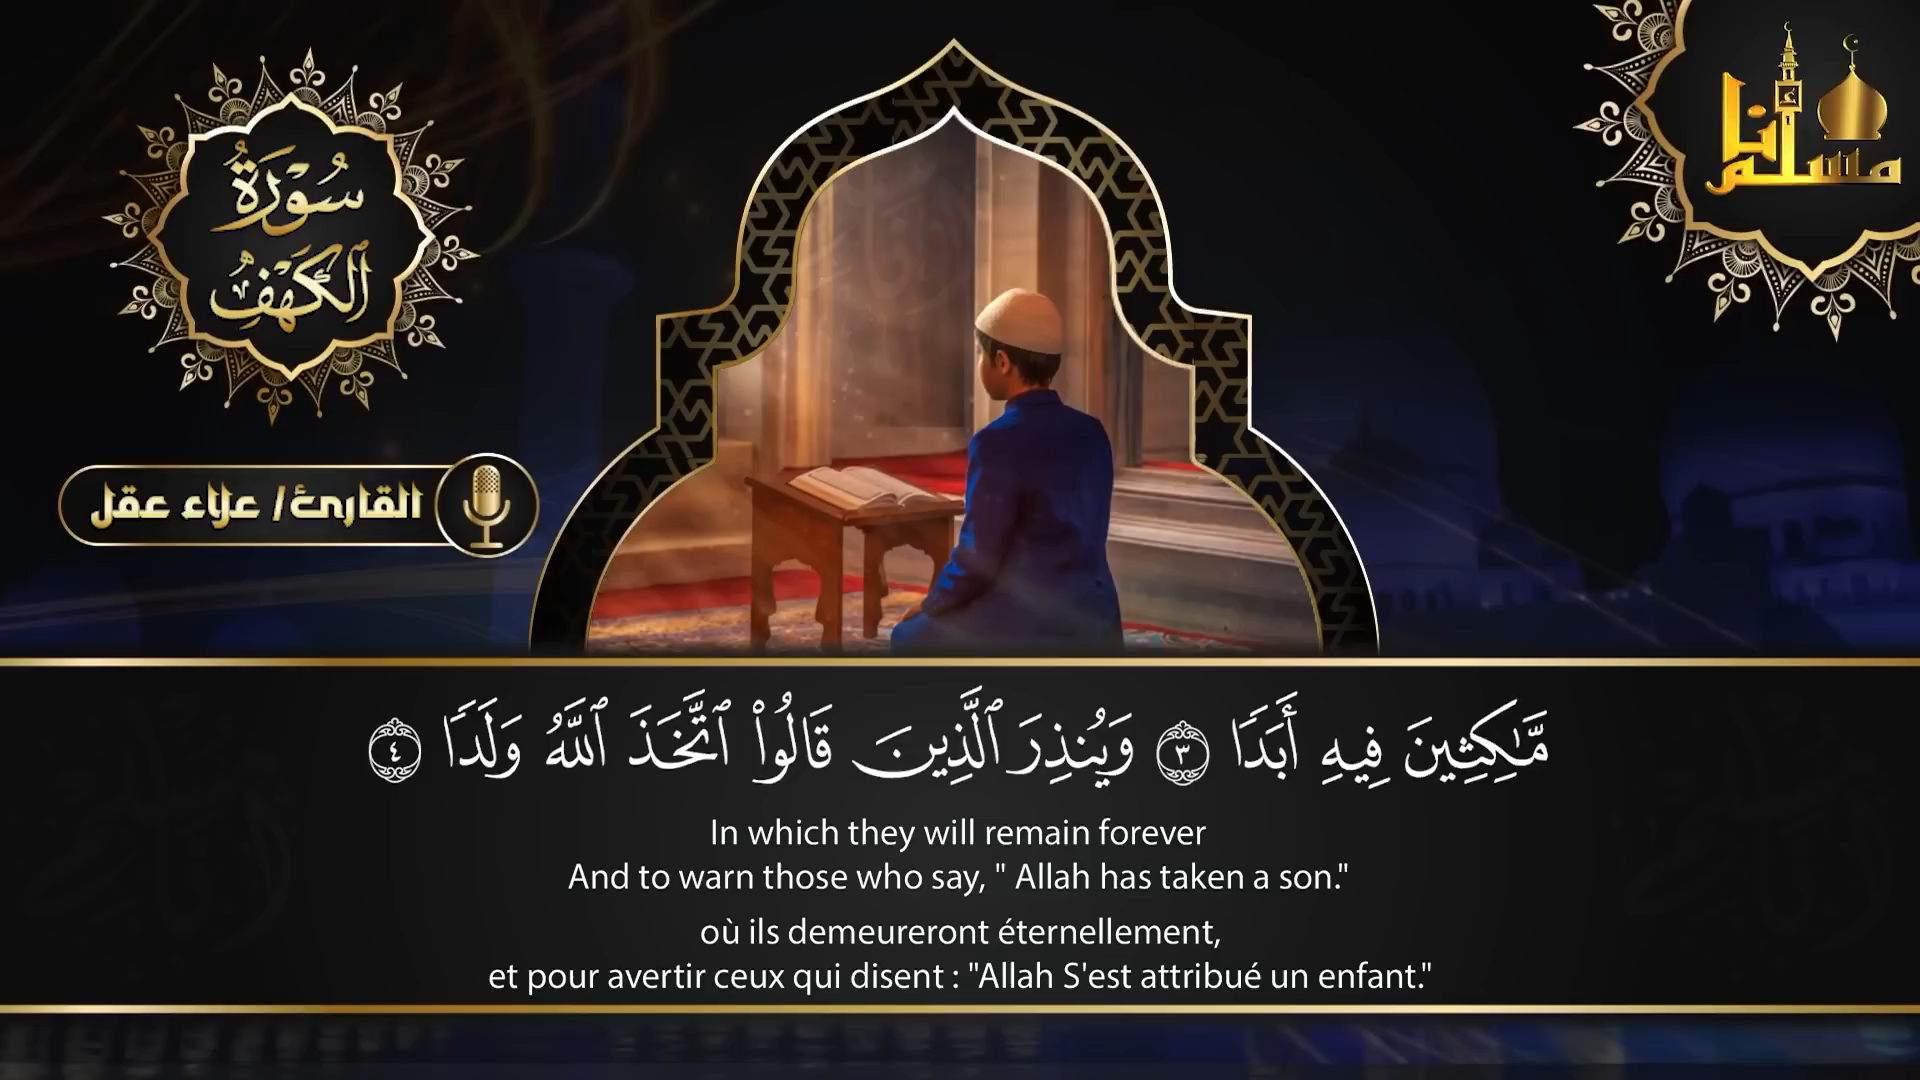 سُورَةُ
الكَهْفِ
أنا
مسلم
القارئ/ علاء عقل
مَّٰكِثِينَ فِيهِ أَبَدًا ٣ وَيُنذِرَ ٱلَّذِينَ قَالُوا۟ ٱتَّخَذَ ٱللَّهُ وَلَدًا ٤
In which they will remain forever
And to warn those who say, " Allah has taken a son."
où ils demeureront éternellement,
et pour avertir ceux qui disent : "Allah S'est attribué un enfant."